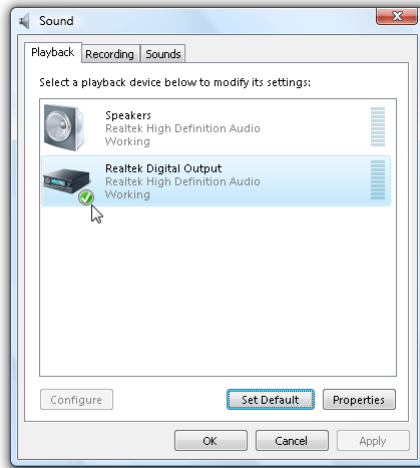 Sound
Playback Recording Sounds
Select a playback device below to modify its settings:
Speakers
Realtek High Definition Audio
Working
Realtek Digital Output
Realtek High Definition Audio
Working
Configure Set Default Properties
OK Cancel Apply